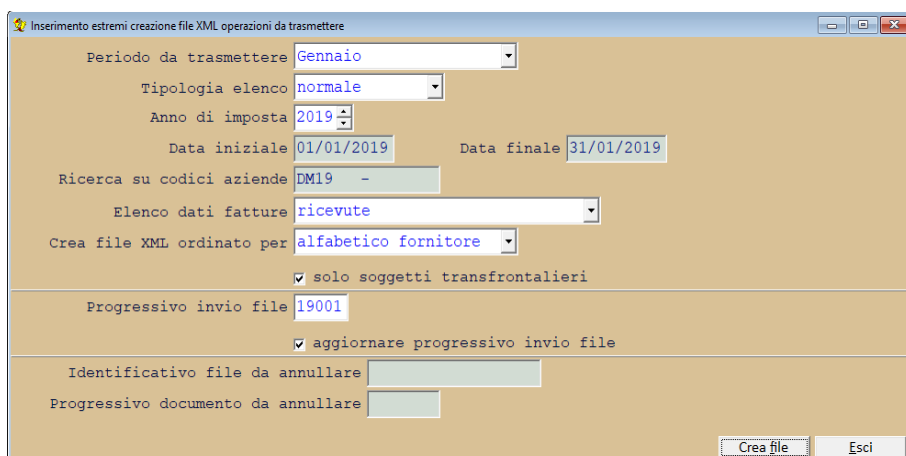 Inserimento estremi creazione file XML operazioni da trasmettere
Periodo da trasmettere Gennaio
Tipologia elenco normale
Anno di imposta 2019
Data iniziale 01/01/2019 Data finale 31/01/2019
Ricerca su codici aziende DM19 -
Elenco dati fatture ricevute
Crea file XML ordinato per alfabetico fornitore
solo soggetti transfrontalieri
Progressivo invio file 19001
aggiornare progressivo invio file
Identificativo file da annullare
Progressivo documento da annullare
Crea file Esci